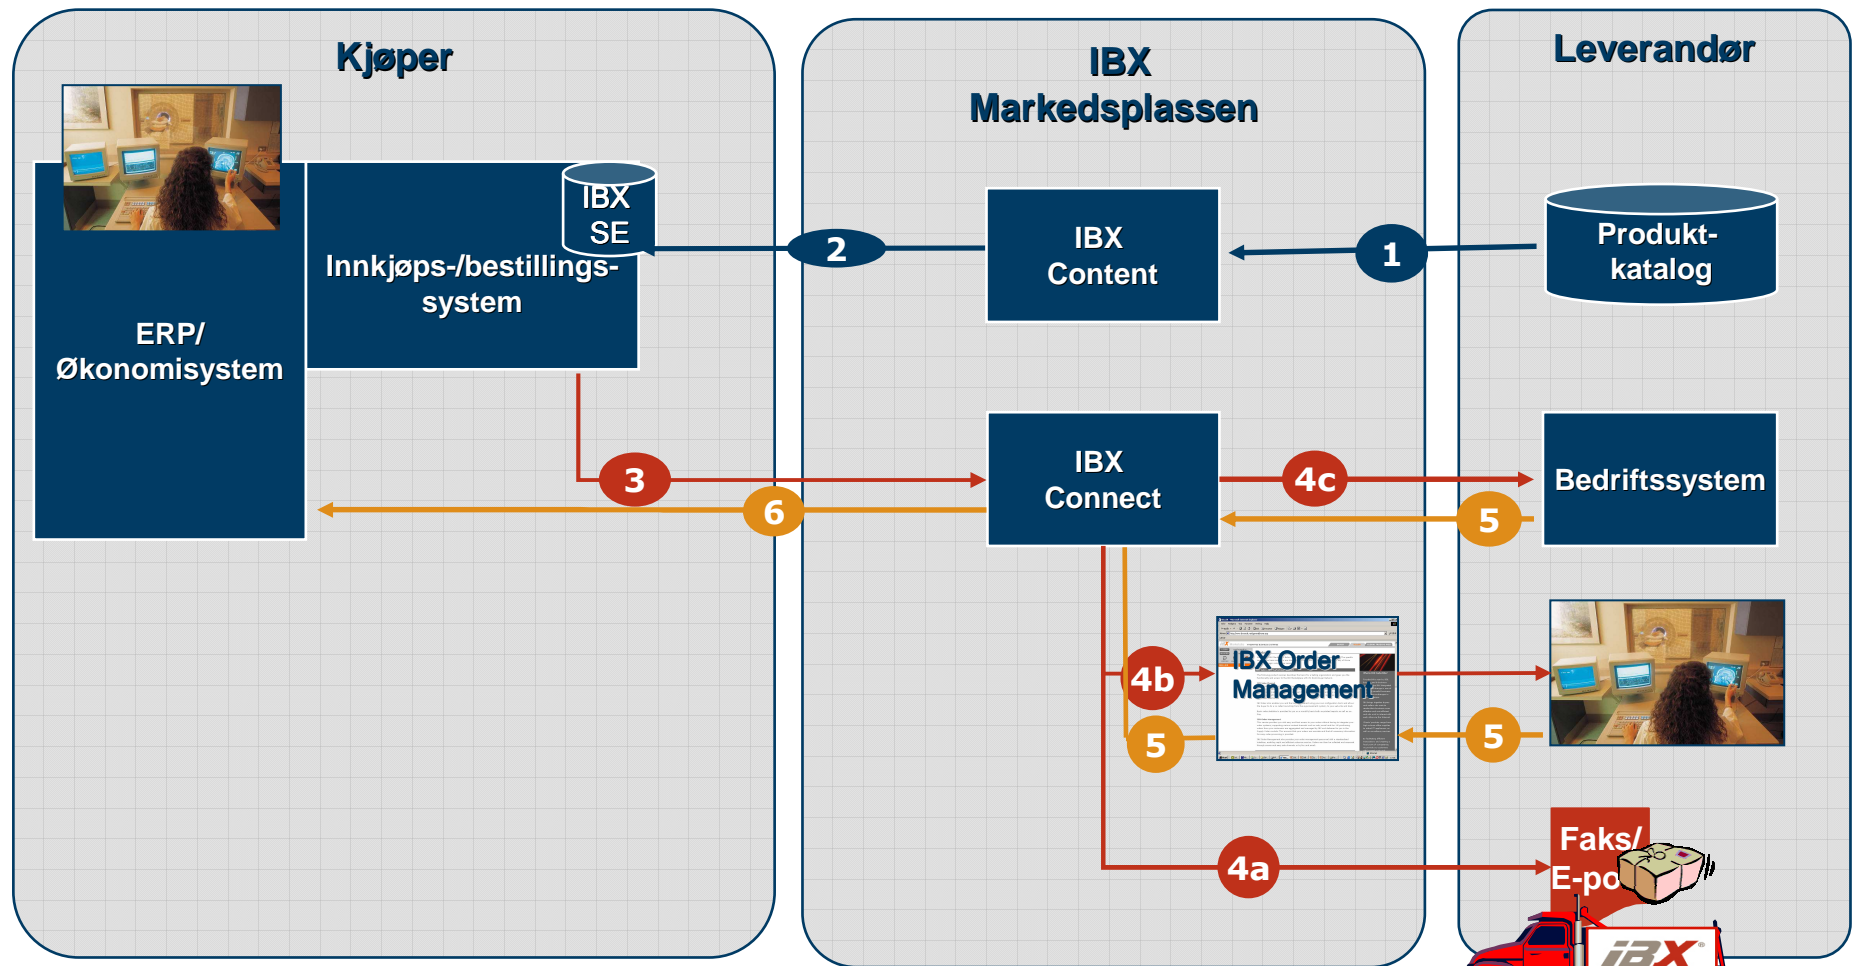 Kjøper
IBX
Markedsplassen
Leverandør
IBX
SE
Innkjøps-/bestillings-
system
ERP/
Økonomisystem
2
IBX
Content
1
Produkt-
katalog
3
6
IBX
Connect
4c
5
Bedriftssystem
4b
IBX Order
Management
5
5
4a
Faks/
E-po
iBX